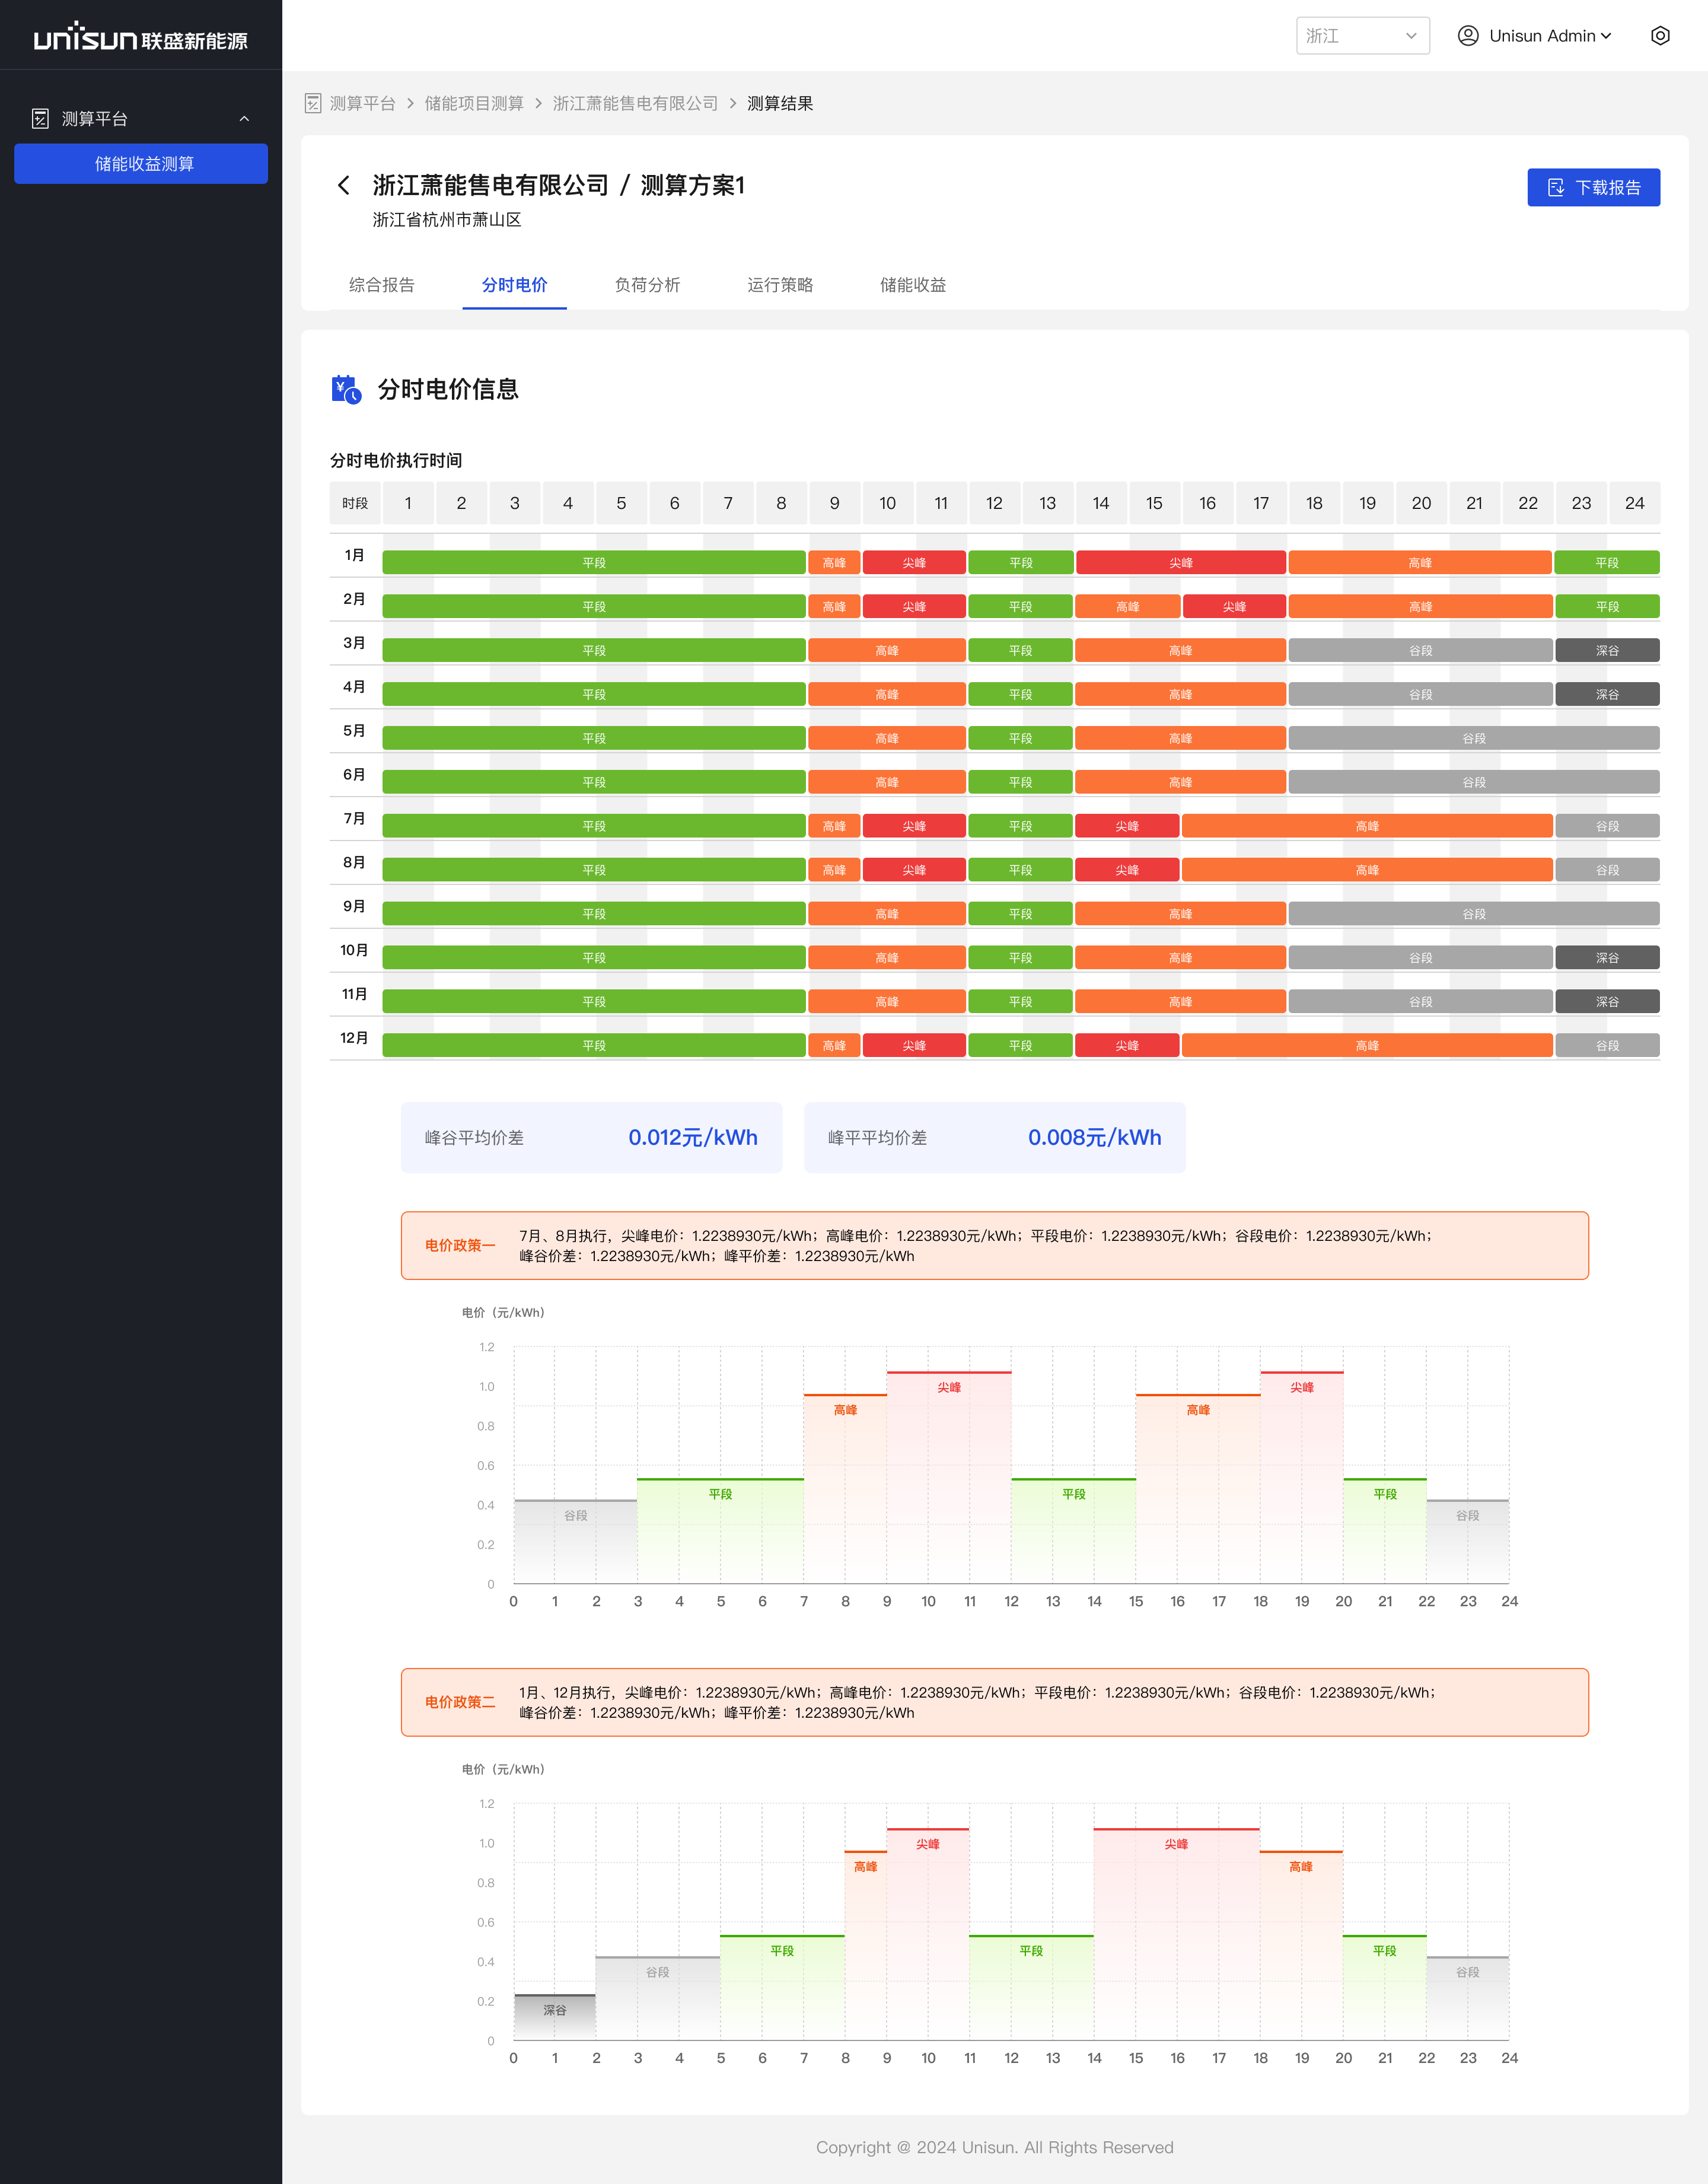 unisun联盛新能源
浙江
Unisun Admin
测算平台
储能收益测算
测算平台 > 储能项目测算 > 浙江萧能售电有限公司 > 测算结果
浙江萧能售电有限公司 / 测算方案1
浙江省杭州市萧山区
下载报告
综合报告 分时电价 负荷分析 运行策略 储能收益
分时电价信息
分时电价执行时间
时段 1 2 3 4 5 6 7 8 9 10 11 12 13 14 15 16 17 18 19 20 21 22 23 24
1月 平段 高峰 尖峰 平段 尖峰 高峰 平段
2月 平段 高峰 尖峰 平段 高峰 尖峰 高峰 平段
3月 平段 高峰 平段 高峰 谷段 深谷
4月 平段 高峰 平段 高峰 谷段 深谷
5月 平段 高峰 平段 高峰 谷段
6月 平段 高峰 平段 高峰 谷段
7月 平段 高峰 尖峰 平段 尖峰 高峰 谷段
8月 平段 高峰 尖峰 平段 尖峰 高峰 谷段
9月 平段 高峰 平段 高峰 谷段
10月 平段 高峰 平段 高峰 谷段 深谷
11月 平段 高峰 平段 高峰 谷段 深谷
12月 平段 高峰 尖峰 平段 尖峰 高峰 谷段
峰谷平均价差 0.012元/kWh 峰平平均价差 0.008元/kWh
电价政策一
7月、8月执行，尖峰电价：1.2238930元/kWh；高峰电价：1.2238930元/kWh；平段电价：1.2238930元/kWh；谷段电价：1.2238930元/kWh；
峰谷价差：1.2238930元/kWh；峰平价差：1.2238930元/kWh
电价（元/kWh）
1.2
1.0
0.8
0.6
0.4
0.2
0
谷段 平段 高峰 尖峰 平段 高峰 尖峰 平段 谷段
0 1 2 3 4 5 6 7 8 9 10 11 12 13 14 15 16 17 18 19 20 21 22 23 24
电价政策二
1月、12月执行，尖峰电价：1.2238930元/kWh；高峰电价：1.2238930元/kWh；平段电价：1.2238930元/kWh；谷段电价：1.2238930元/kWh；
峰谷价差：1.2238930元/kWh；峰平价差：1.2238930元/kWh
电价（元/kWh）
1.2
1.0
0.8
0.6
0.4
0.2
0
深谷 谷段 平段 高峰 尖峰 平段 尖峰 高峰 平段 谷段
0 1 2 3 4 5 6 7 8 9 10 11 12 13 14 15 16 17 18 19 20 21 22 23 24
Copyright @ 2024 Unisun. All Rights Reserved